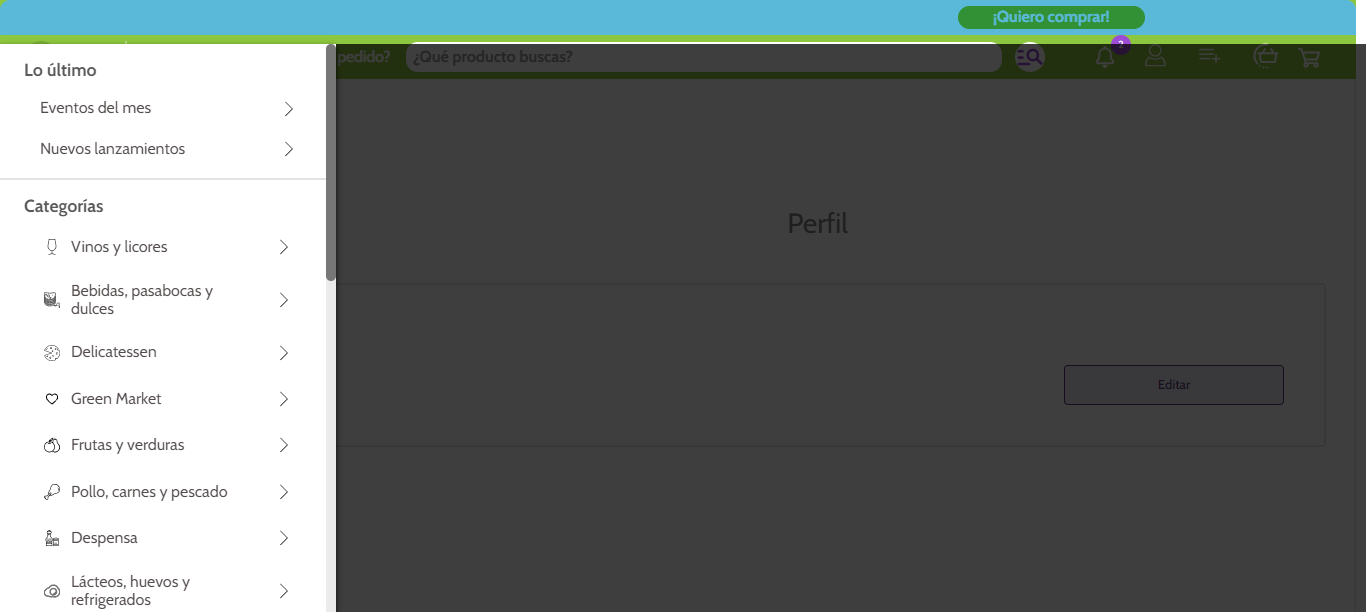 ¡Quiero comprar!
pedido?
¿Qué producto buscas?
2
Lo último
Eventos del mes
Nuevos lanzamientos
Categorías
Vinos y licores
Bebidas, pasabocas y
dulces
Delicatessen
Green Market
Frutas y verduras
Pollo, carnes y pescado
Despensa
Lácteos, huevos y
refrigerados
Perfil
Editar